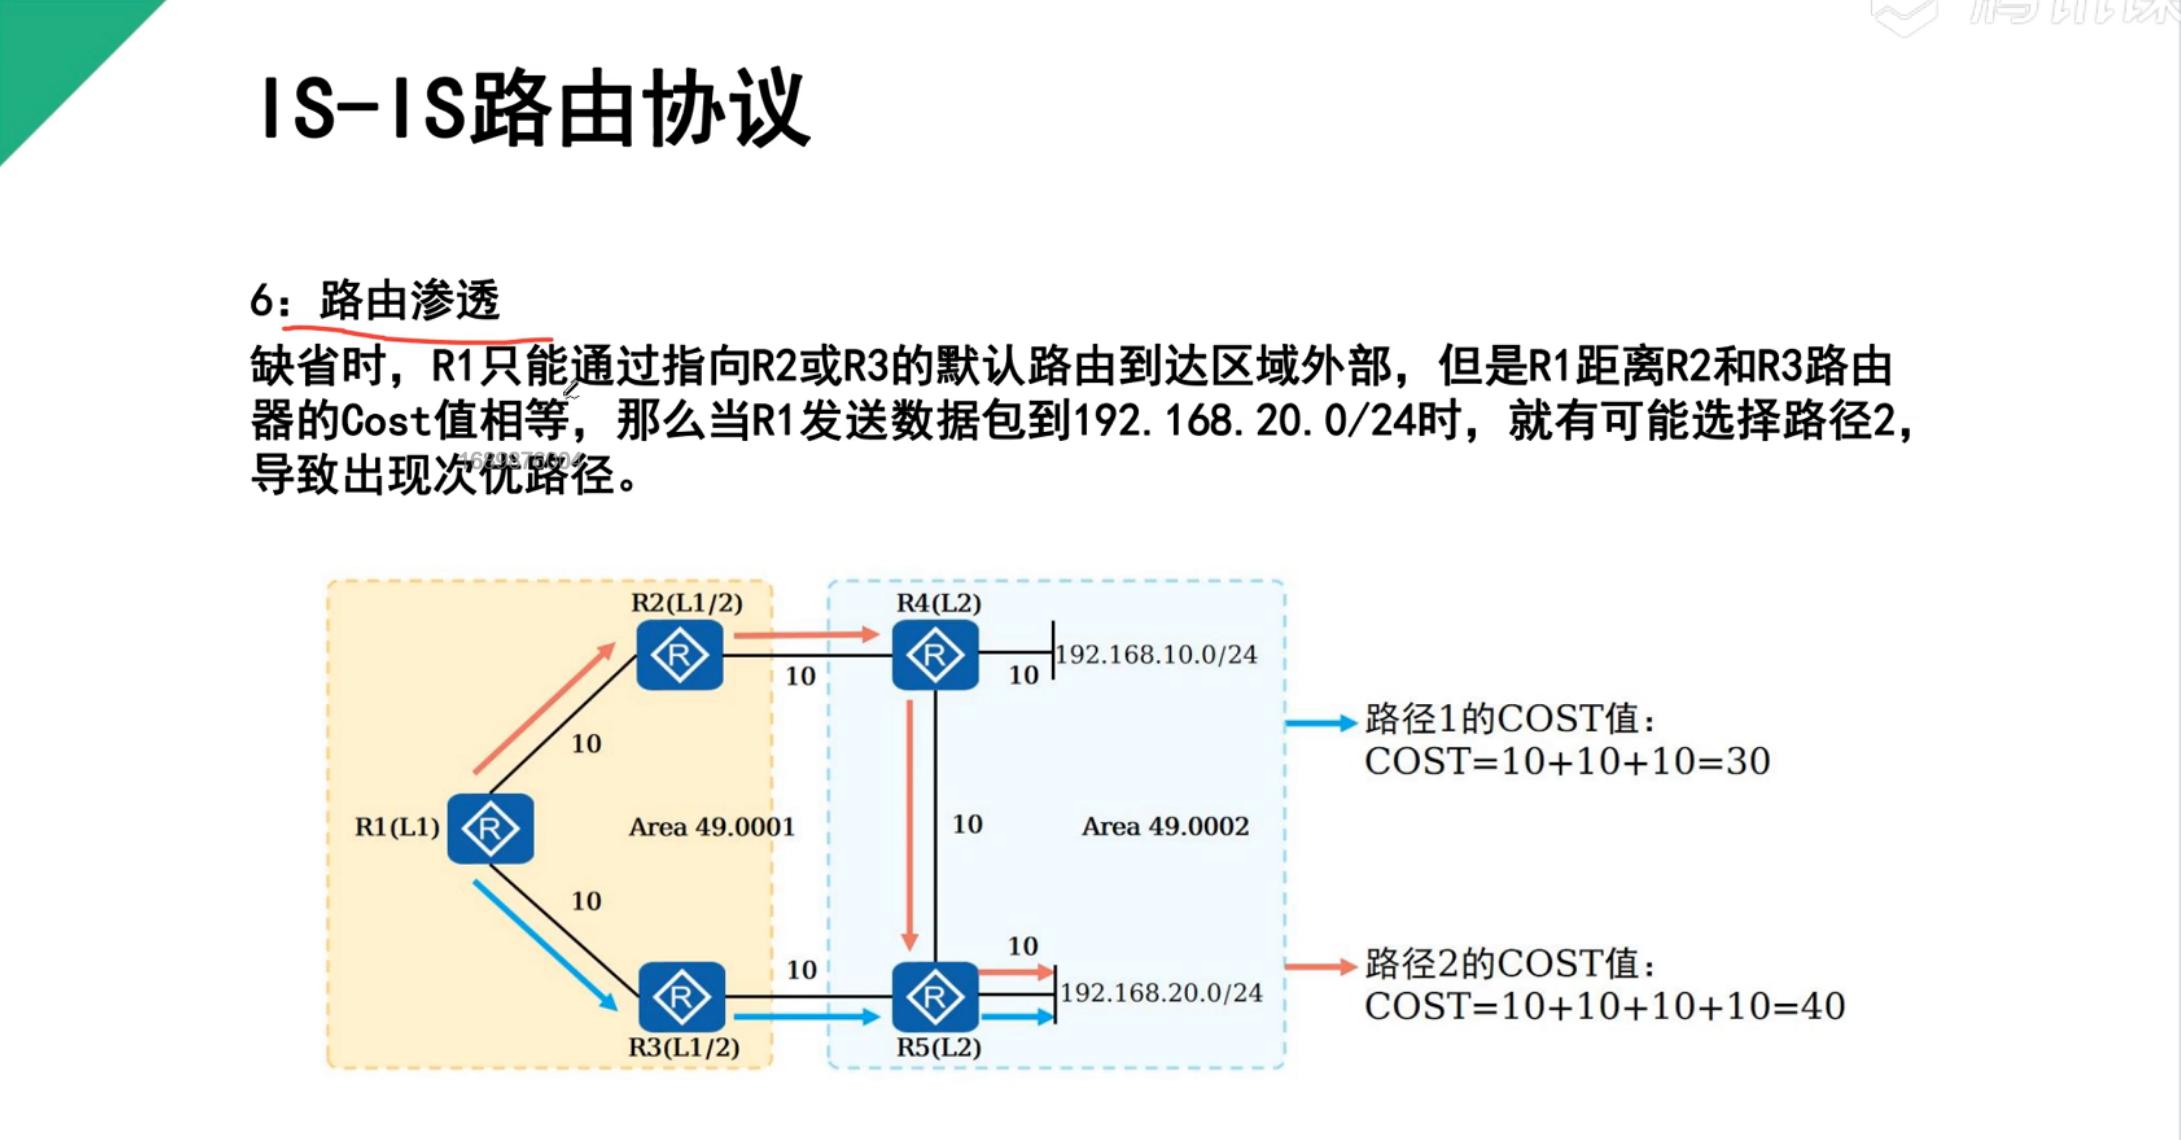 IS-IS路由协议
6：路由渗透
缺省时，R1只能通过指向R2或R3的默认路由到达区域外部，但是R1距离R2和R3路由
器的Cost值相等，那么当R1发送数据包到192.168.20.0/24时，就有可能选择路径2，
导致出现次优路径。
R2(L1/2)
R4(L2)
192.168.10.0/24
10
10
路径1的COST值：
10
COST=10+10+10=30
R1(L1)
Area 49.0001
10
Area 49.0002
10
10
10
路径2的COST值：
192.168.20.0/24
COST=10+10+10+10=40
R3(L1/2)
R5(L2)